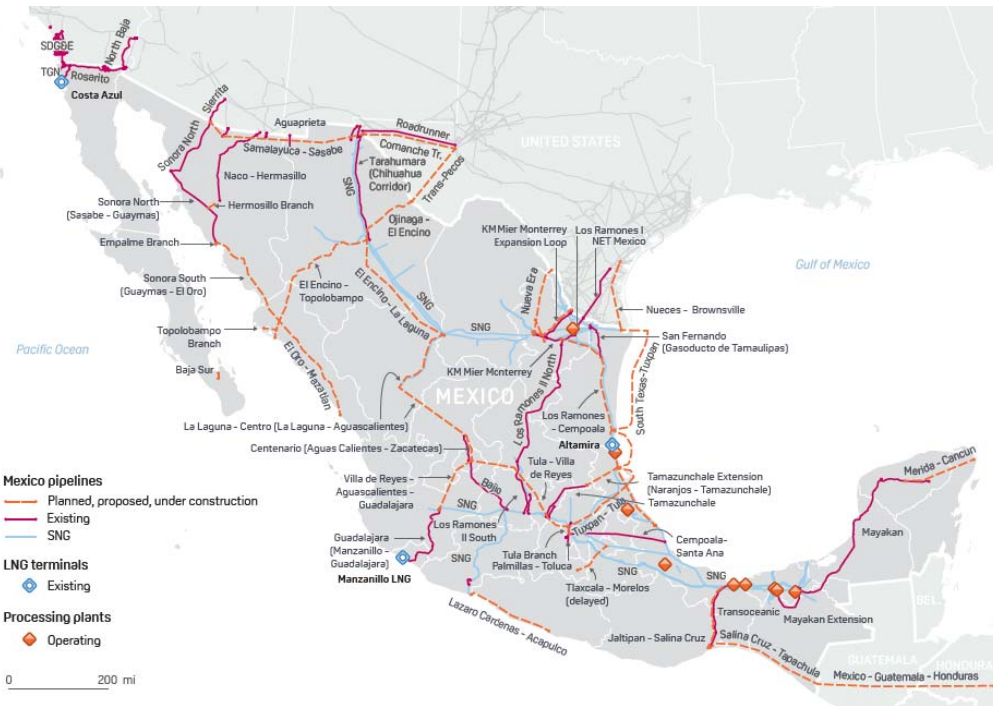 SDG&E
North Baja
TGN
Rosarito
Costa Azul
Sierrita
Sonora North
Aguaprieta
Roadrunner
UNITED STATES
Samalayuca - Sasabe
Comanche Tr.
Naco - Hermasillo
SNG
Tarahumara
(Chihuahua
Corridor)
Trans-Pecos
Sonora North
(Sasabe - Guaymas)
Hermosillo Branch
Ojinaga -
El Encino
KM Mier Monterrey
Expansion Loop
Los Ramones I
NET Mexico
Empalme Branch
Gulf of Mexico
Sonora South
(Guaymas - El Oro)
El Encino -
Topolobampo
El Encino - La Laguna
SNG
SNG
Nueva Era
Nueces - Brownsville
Topolobampo
Branch
San Fernando
(Gasoducto de Tamaulipas)
Pacific Ocean
Baja Sur
El Oro - Mazatlan
KM Mier Monterrey
MEXICO
Los Ramones II North
South Texas-Tuxpan
La Laguna - Centro (La Laguna - Aguascalientes)
Los Ramones
- Cempoala
Altamira
Centenario (Aguas Calientes - Zacatecas)
Tula - Villa
de Reyes
Merida - Cancun
Villa de Reyes -
Aguascalientes -
Guadalajara
Bajio
Tamazunchale Extension
(Naranjos - Tamazunchale)
Tamazunchale
Tuxpan - Tula
SNG
Los Ramones
II South
Mayakan
Guadalajara
(Manzanillo -
Guadalajara)
SNG
Tula Branch
Palmillas - Toluca
Cempoala-
Santa Ana
Manzanillo LNG
SNG
SNG
Tlaxcala - Morelos
(delayed)
Transoceanic
Mayakan Extension
BEL.
Lazaro Cardenas - Acapulco
Jaltipan - Salina Cruz
Salina Cruz - Tapachula
GUATEMALA
HONDURA
Mexico - Guatemala - Honduras
Mexico pipelines
Planned, proposed, under construction
Existing
SNG
LNG terminals
Existing
Processing plants
Operating
0 200 mi